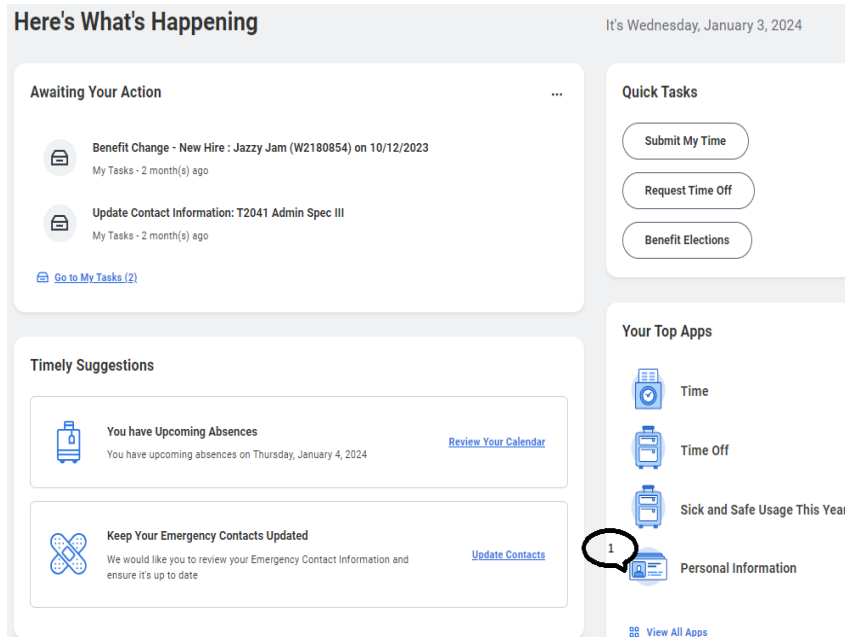 Here's What's Happening
It's Wednesday, January 3, 2024
Awaiting Your Action
...
Benefit Change - New Hire : Jazzy Jam (W2180854) on 10/12/2023
My Tasks - 2 month(s) ago
Update Contact Information: T2041 Admin Spec III
My Tasks - 2 month(s) ago
Go to My Tasks (2)
Timely Suggestions
You have Upcoming Absences
You have upcoming absences on Thursday, January 4, 2024
Review Your Calendar
Keep Your Emergency Contacts Updated
We would like you to review your Emergency Contact Information and
ensure it's up to date
Update Contacts
Quick Tasks
Submit My Time
Request Time Off
Benefit Elections
Your Top Apps
Time
Time Off
Sick and Safe Usage This Year
1
Personal Information
View All Apps